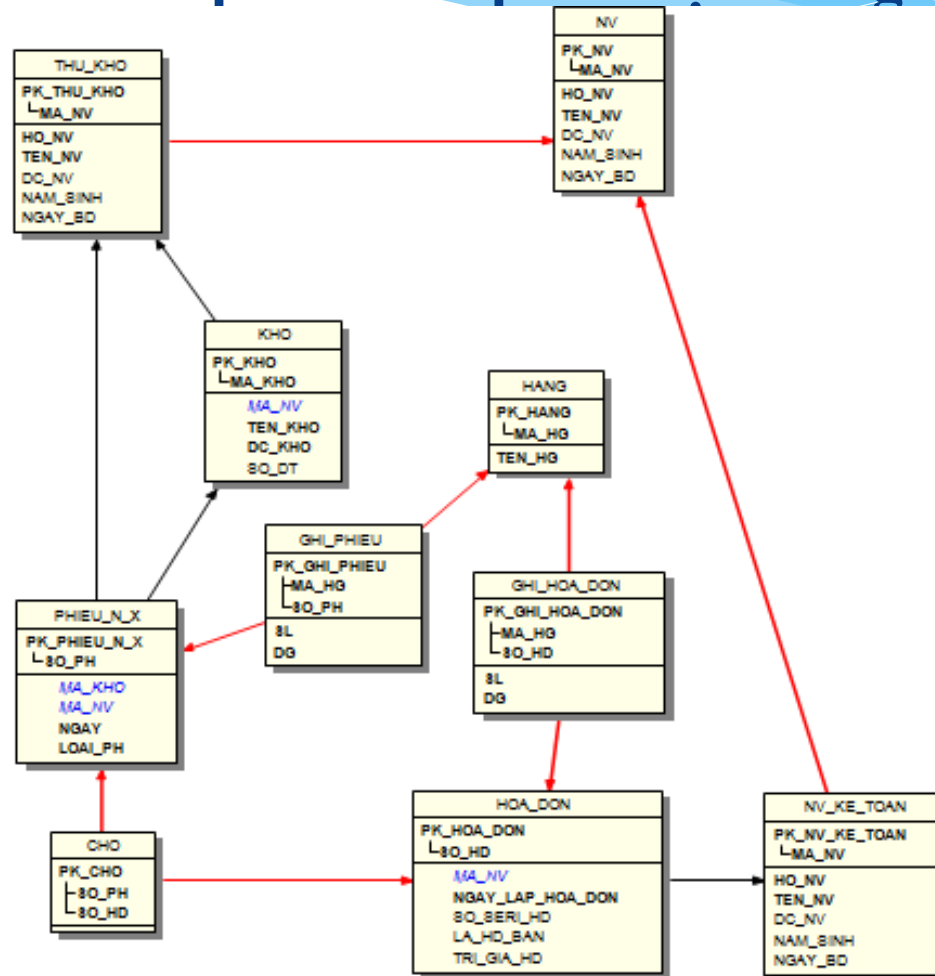 THU_KHO
PK_THU_KHO
MA_NV
HO_NV
TEN_NV
DC_NV
NAM_SINH
NGAY_BD
NV
PK_NV
MA_NV
HO_NV
TEN_NV
DC_NV
NAM_SINH
NGAY_BD
KHO
PK_KHO
MA_KHO
MA_NV
TEN_KHO
DC_KHO
SO_DT
HANG
PK_HANG
MA_HG
TEN_HG
GHI_PHIEU
PK_GHI_PHIEU
MA_HG
SO_PH
SL
DG
GHI_HOA_DON
PK_GHI_HOA_DON
MA_HG
SO_HD
SL
DG
PHIEU_N_X
PK_PHIEU_N_X
SO_PH
MA_KHO
MA_NV
NGAY
LOAI_PH
CHO
PK_CHO
SO_PH
SO_HD
HOA_DON
PK_HOA_DON
SO_HD
MA_NV
NGAY_LAP_HOA_DON
SO_SERI_HD
LA_HD_BAN
TRI_GIA_HD
NV_KE_TOAN
PK_NV_KE_TOAN
MA_NV
HO_NV
TEN_NV
DC_NV
NAM_SINH
NGAY_BD